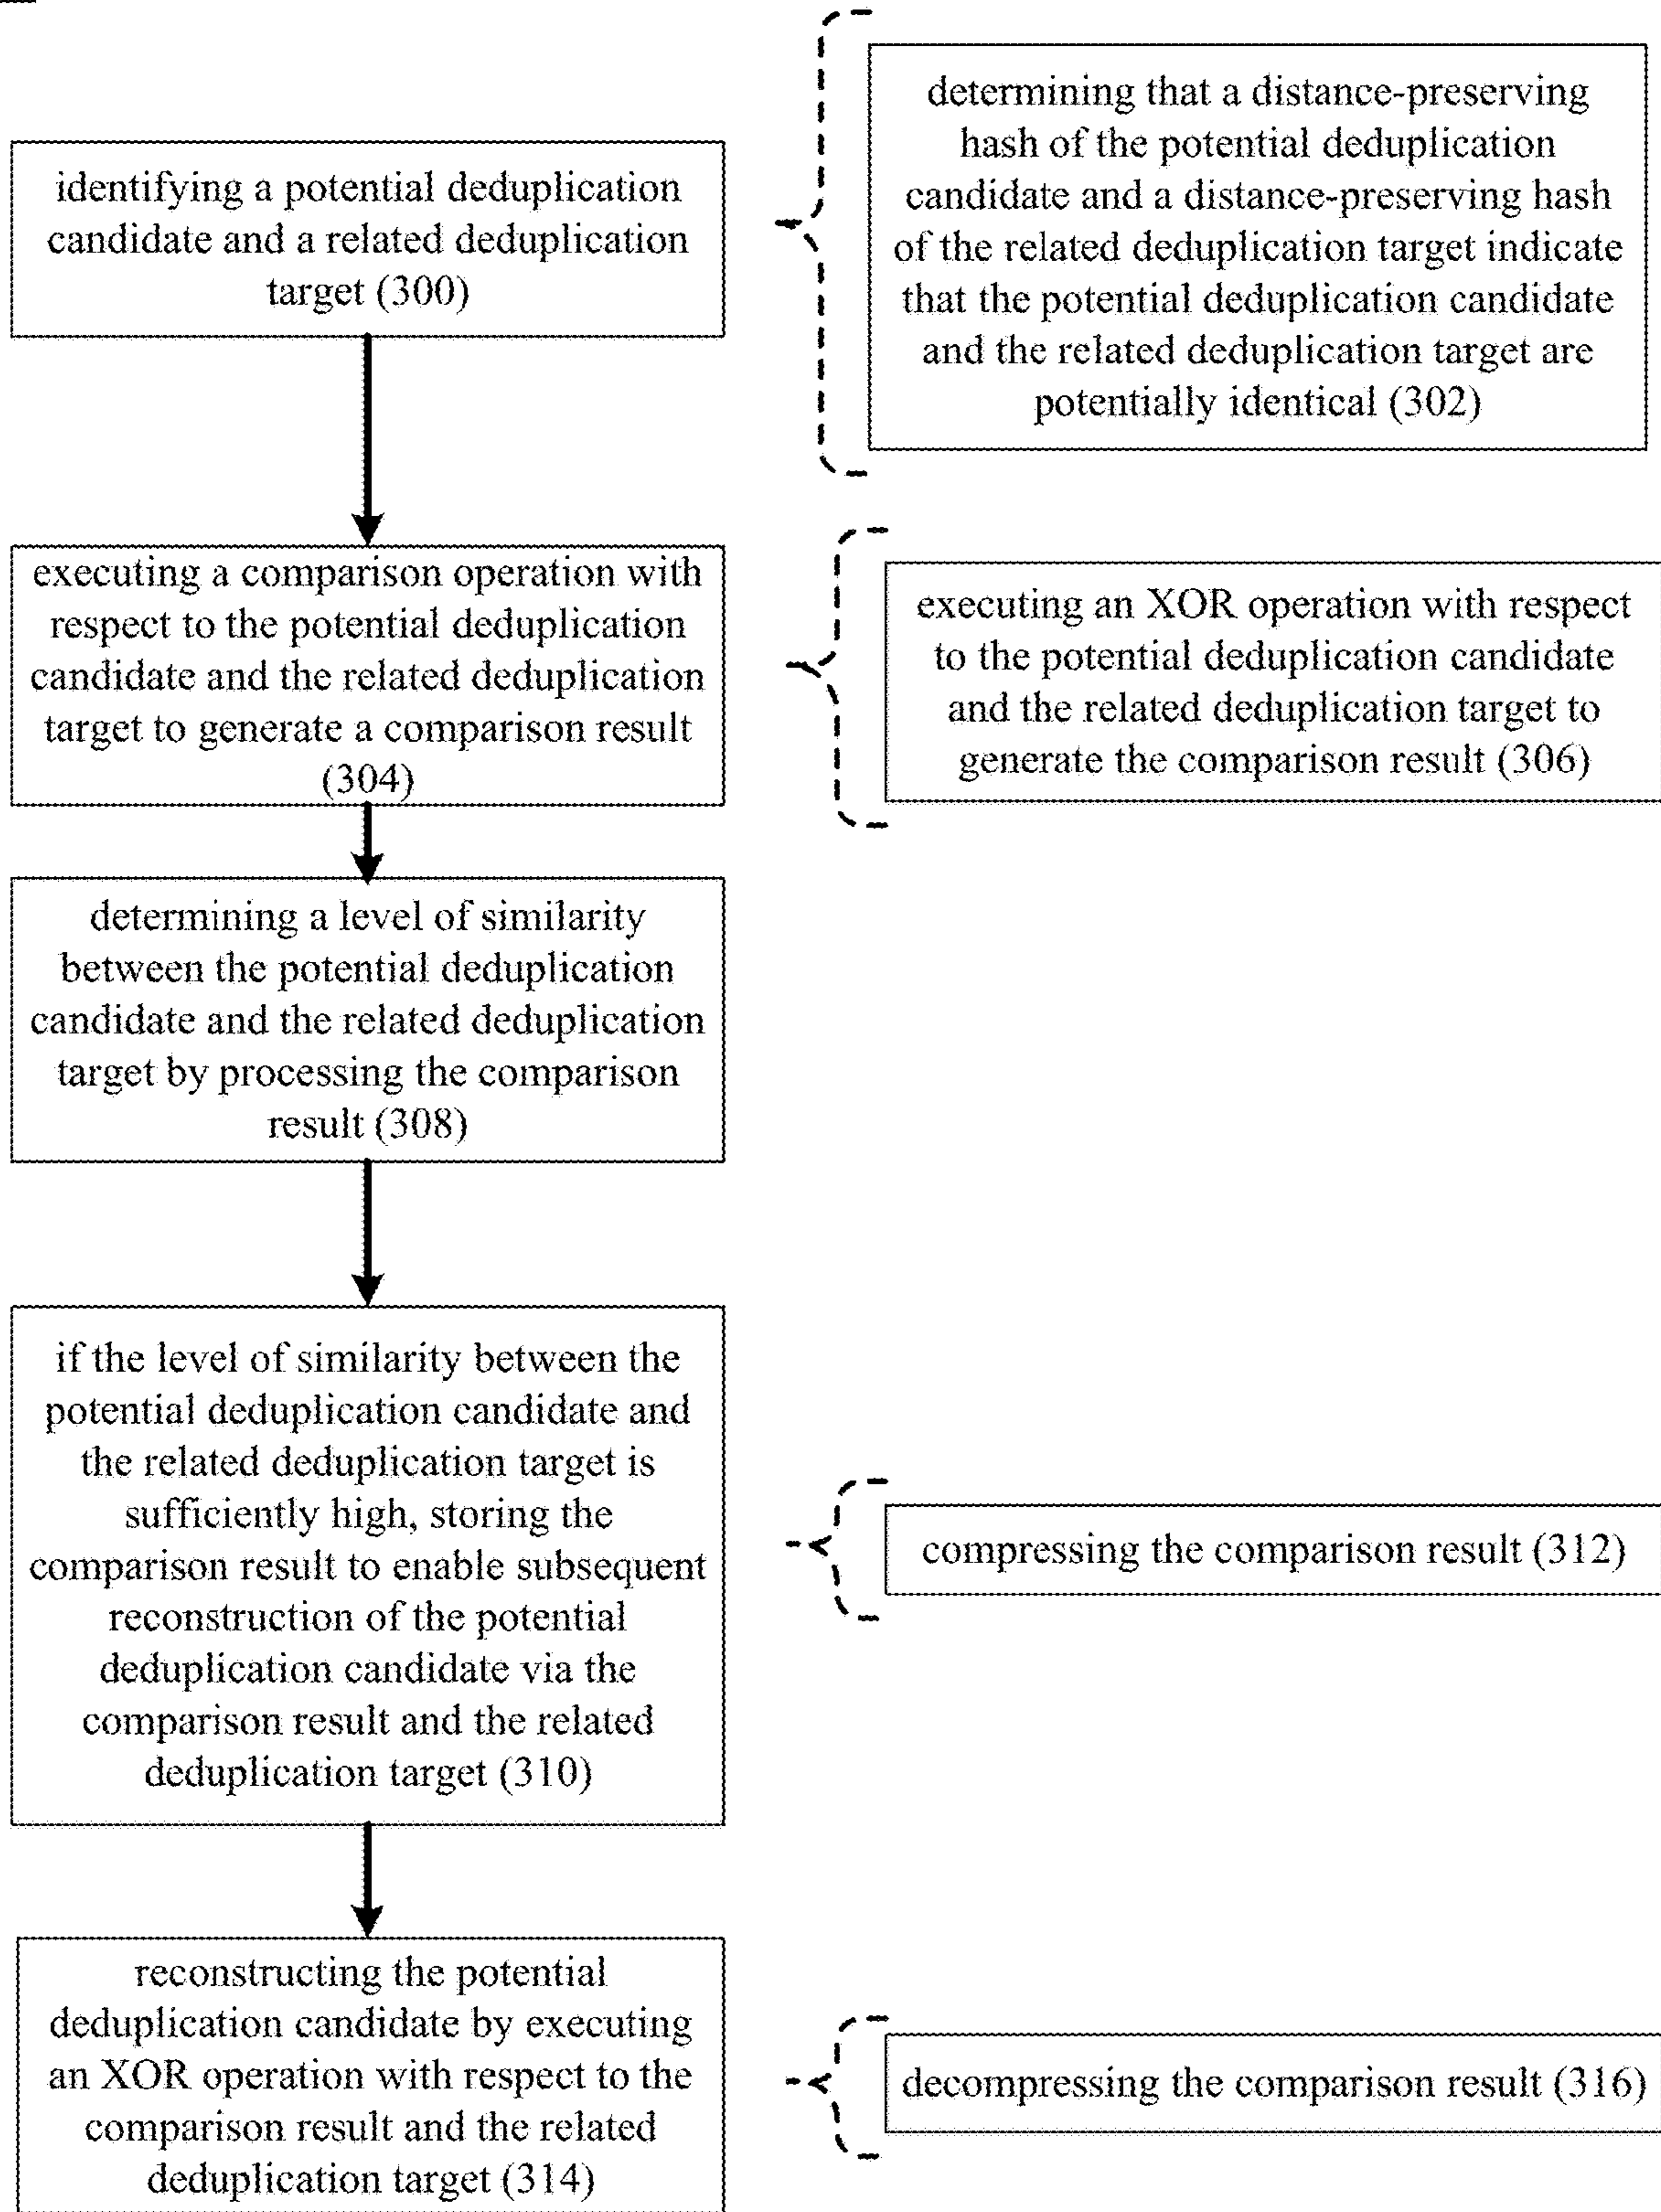 identifying a potential deduplication
candidate and a related deduplication
target (300)
determining that a distance-preserving
hash of the potential deduplication
candidate and a distance-preserving hash
of the related deduplication target indicate
that the potential deduplication candidate
and the related deduplication target are
potentially identical (302)
executing a comparison operation with
respect to the potential deduplication
candidate and the related deduplication
target to generate a comparison result
(304)
executing an XOR operation with respect
to the potential deduplication candidate
and the related deduplication target to
generate the comparison result (306)
determining a level of similarity
between the potential deduplication
candidate and the related deduplication
target by processing the comparison
result (308)
if the level of similarity between the
potential deduplication candidate and
the related deduplication target is
sufficiently high, storing the
comparison result to enable subsequent
reconstruction of the potential
deduplication candidate via the
comparison result and the related
deduplication target (310)
compressing the comparison result (312)
reconstructing the potential
deduplication candidate by executing
an XOR operation with respect to the
comparison result and the related
deduplication target (314)
decompressing the comparison result (316)